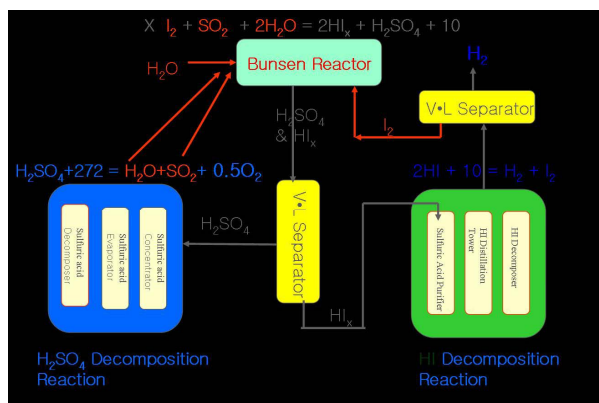 X I₂ + SO₂ + 2H₂O = 2HIₓ + H₂SO₄ + 10
Bunsen Reactor
H₂O
H₂
V•L Separator
I₂
H₂SO₄
& HIₓ
H₂SO₄+272 = H₂O+SO₂+ 0.5O₂
2HI + 10 = H₂ + I₂
Sulfuric acid
Decomposer
Sulfuric acid
Evaporator
Sulfuric acid
Concentrator
H₂SO₄
V•L Separator
HIₓ
Sulfuric Acid Purifier
HI Distillation
Tower
HI Decomposer
H₂SO₄ Decomposition
Reaction
HI Decomposition
Reaction